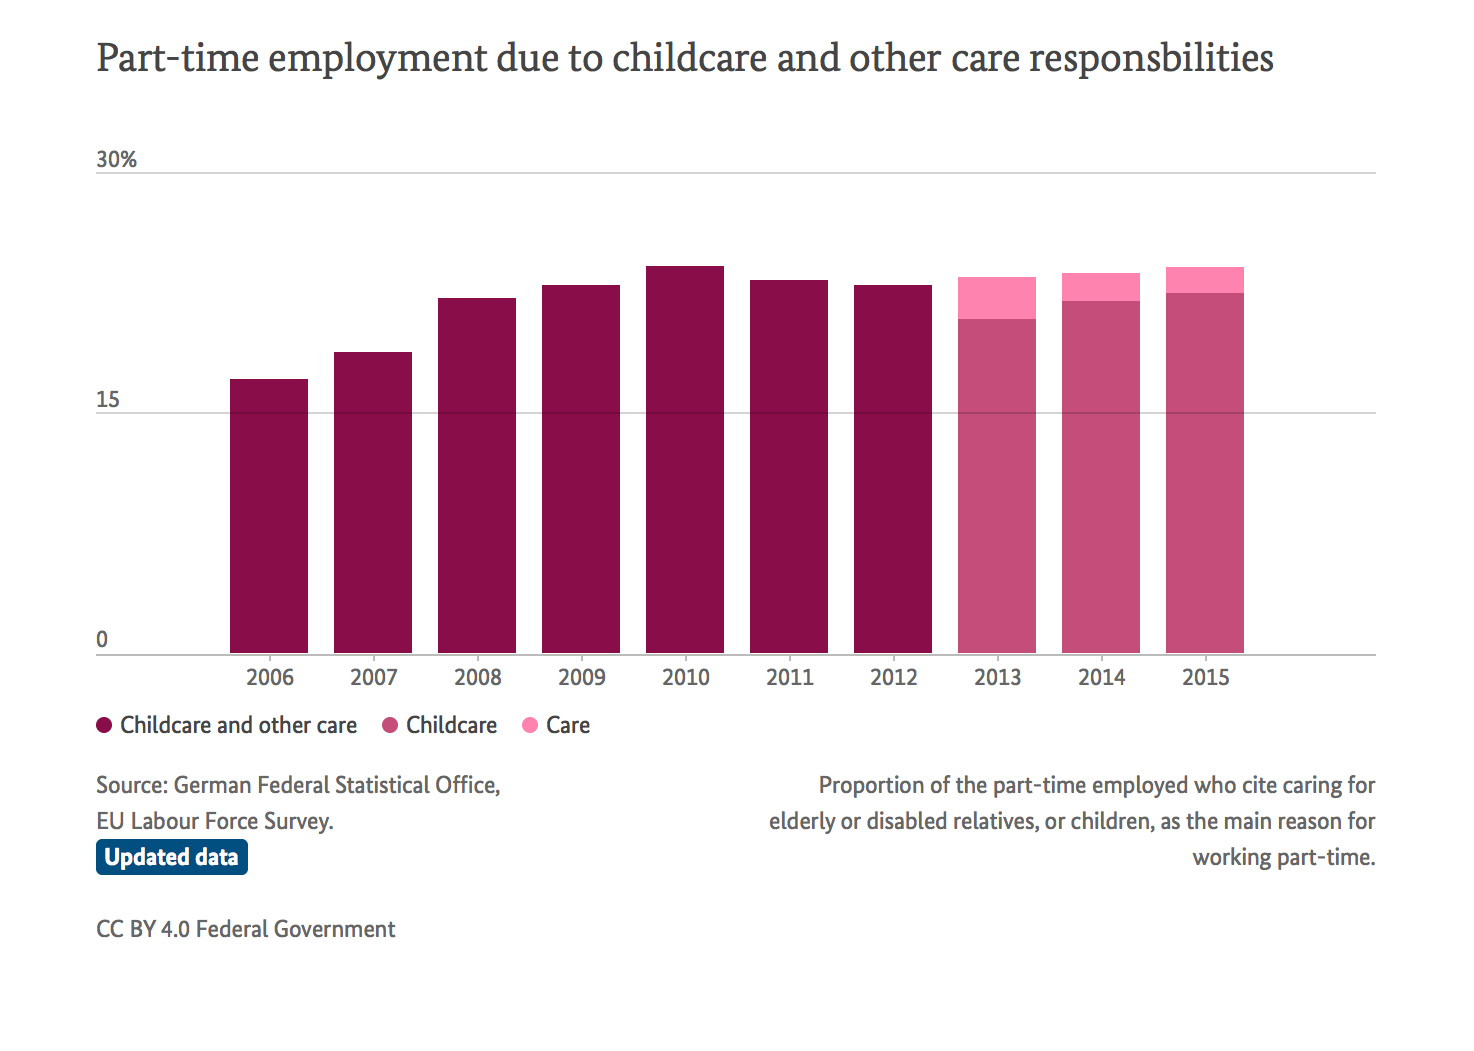 Part-time employment due to childcare and other care responsbilities
30%
15
0
2006 2007 2008 2009 2010 2011 2012 2013 2014 2015
Childcare and other care Childcare Care
Source: German Federal Statistical Office,
EU Labour Force Survey.
Updated data
Proportion of the part-time employed who cite caring for
elderly or disabled relatives, or children, as the main reason for
working part-time.
CC BY 4.0 Federal Government